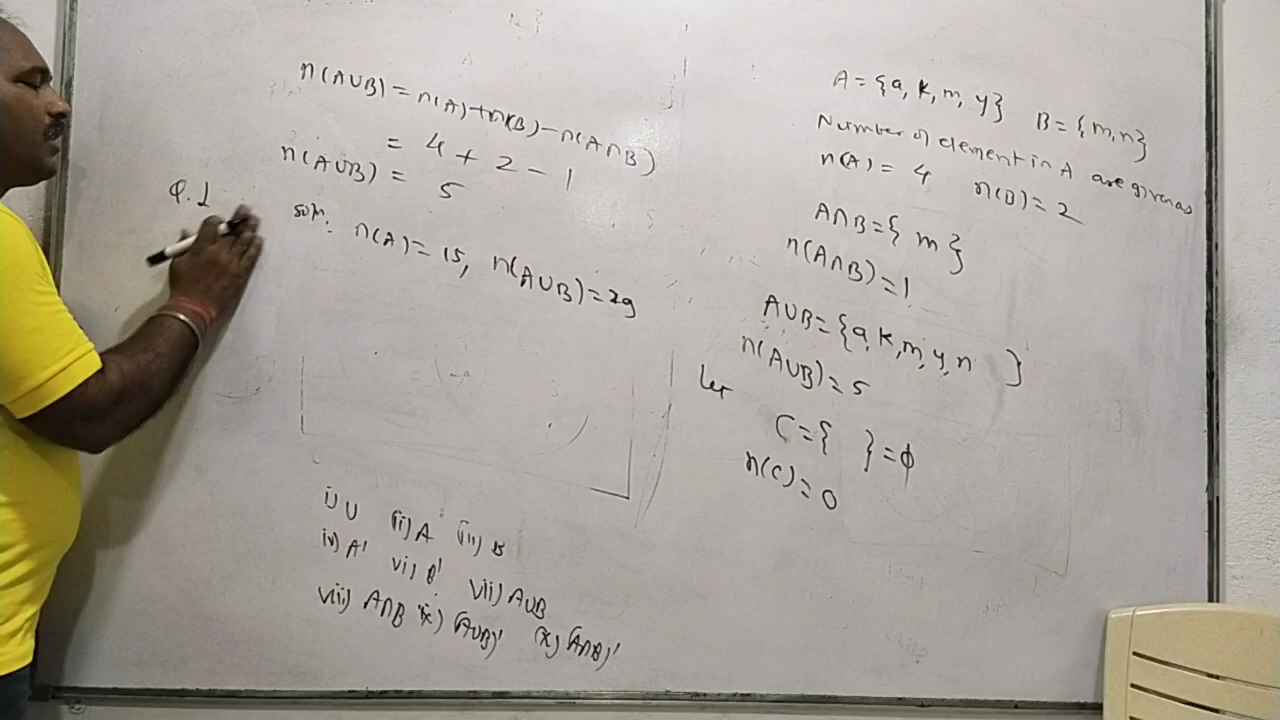 n(A∪B) = n(A)+n(B)−n(A∩B)
= 4 + 2 − 1
n(A∪B) = 5
Q.1 soln: n(A)= 15, n(A∪B)=29
i) U (ii) A (iii) B
iv) A' vi) B' vii) A∪B
viii) A∩B ix) (A∪B)' (x) (A∩B)'
A = {a, k, m, y} B = {m, n}
Number of element in A are given as
n(A) = 4 n(B) = 2
A∩B = { m }
n(A∩B) = 1
A∪B = {a, k, m, y, n }
n(A∪B) = 5
Let
C = { } = ϕ
n(C) = 0